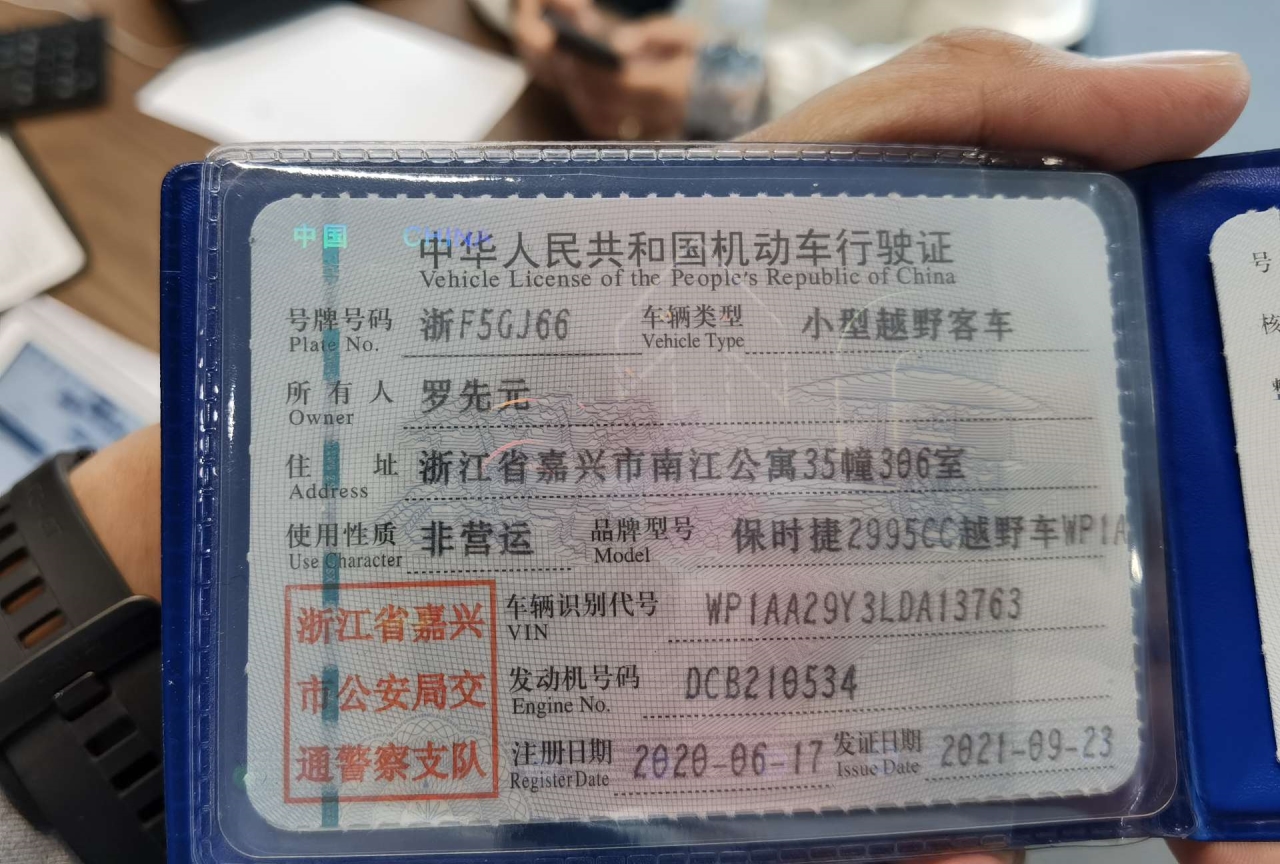 中国 CHINA
中华人民共和国机动车行驶证
Vehicle License of the People's Republic of China
号牌号码 浙F5GJ66 车辆类型 小型越野客车
Plate No. Vehicle Type
所有人 罗先元
Owner
住址 浙江省嘉兴市南江公寓35幢306室
Address
使用性质 非营运 品牌型号 保时捷2995CC越野车WP1A
Use Character Model
浙江省嘉兴
市公安局交
通警察支队
车辆识别代号 WP1AA29Y3LDA13763
VIN
发动机号码 DCB210534
Engine No.
注册日期 2020-06-17 发证日期 2021-09-23
Register Date Issue Date
号
核